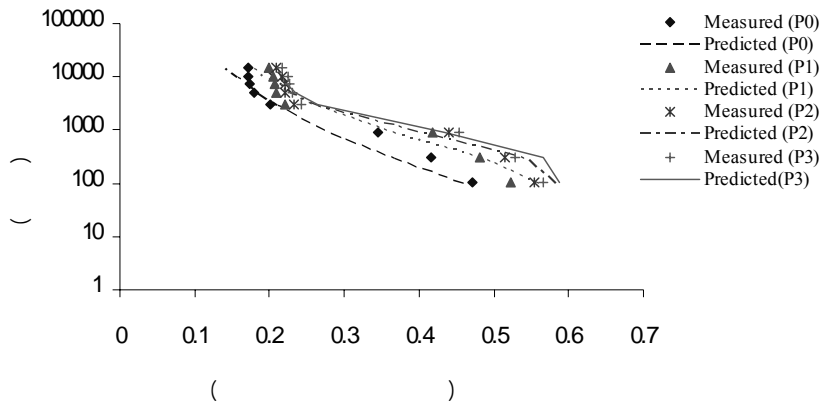 100000
10000
1000
100
10
1
0 0.1 0.2 0.3 0.4 0.5 0.6 0.7
( )
( )
Measured (P0)
Predicted (P0)
Measured (P1)
Predicted (P1)
Measured (P2)
Predicted (P2)
Measured (P3)
Predicted(P3)